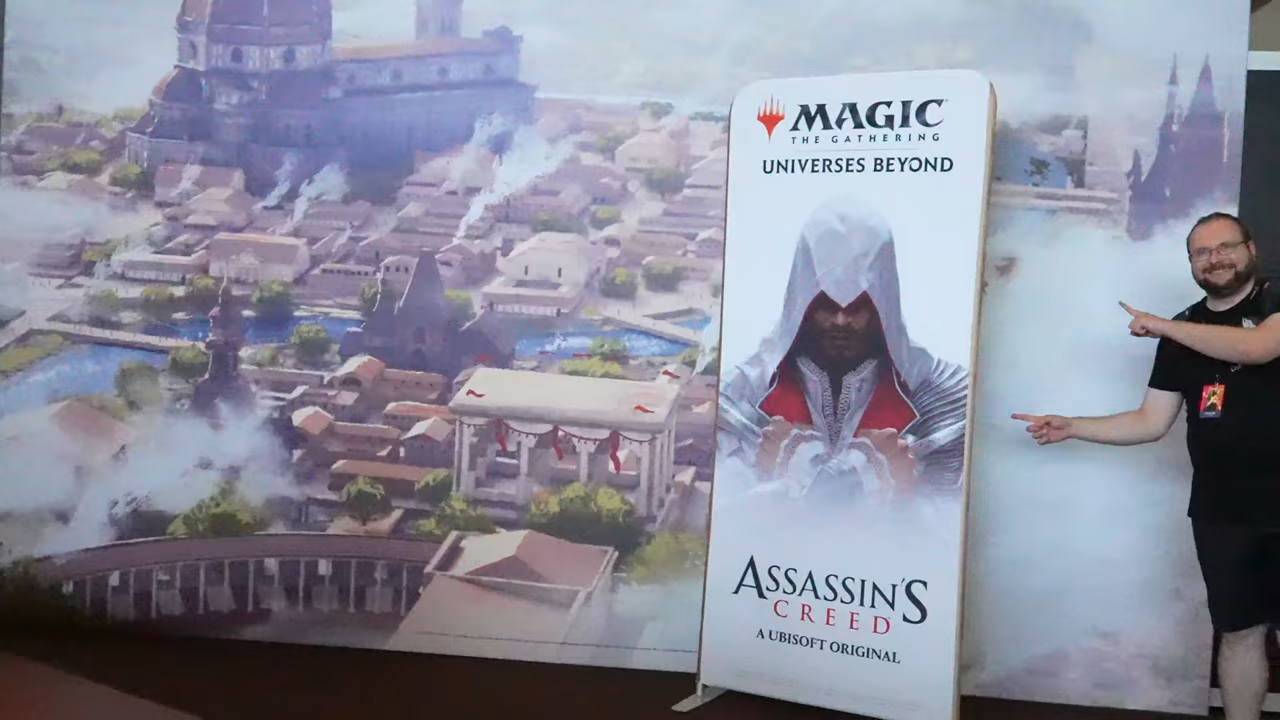 MAGIC
THE GATHERING
UNIVERSES BEYOND
ASSASSIN'S
CREED
A UBISOFT ORIGINAL